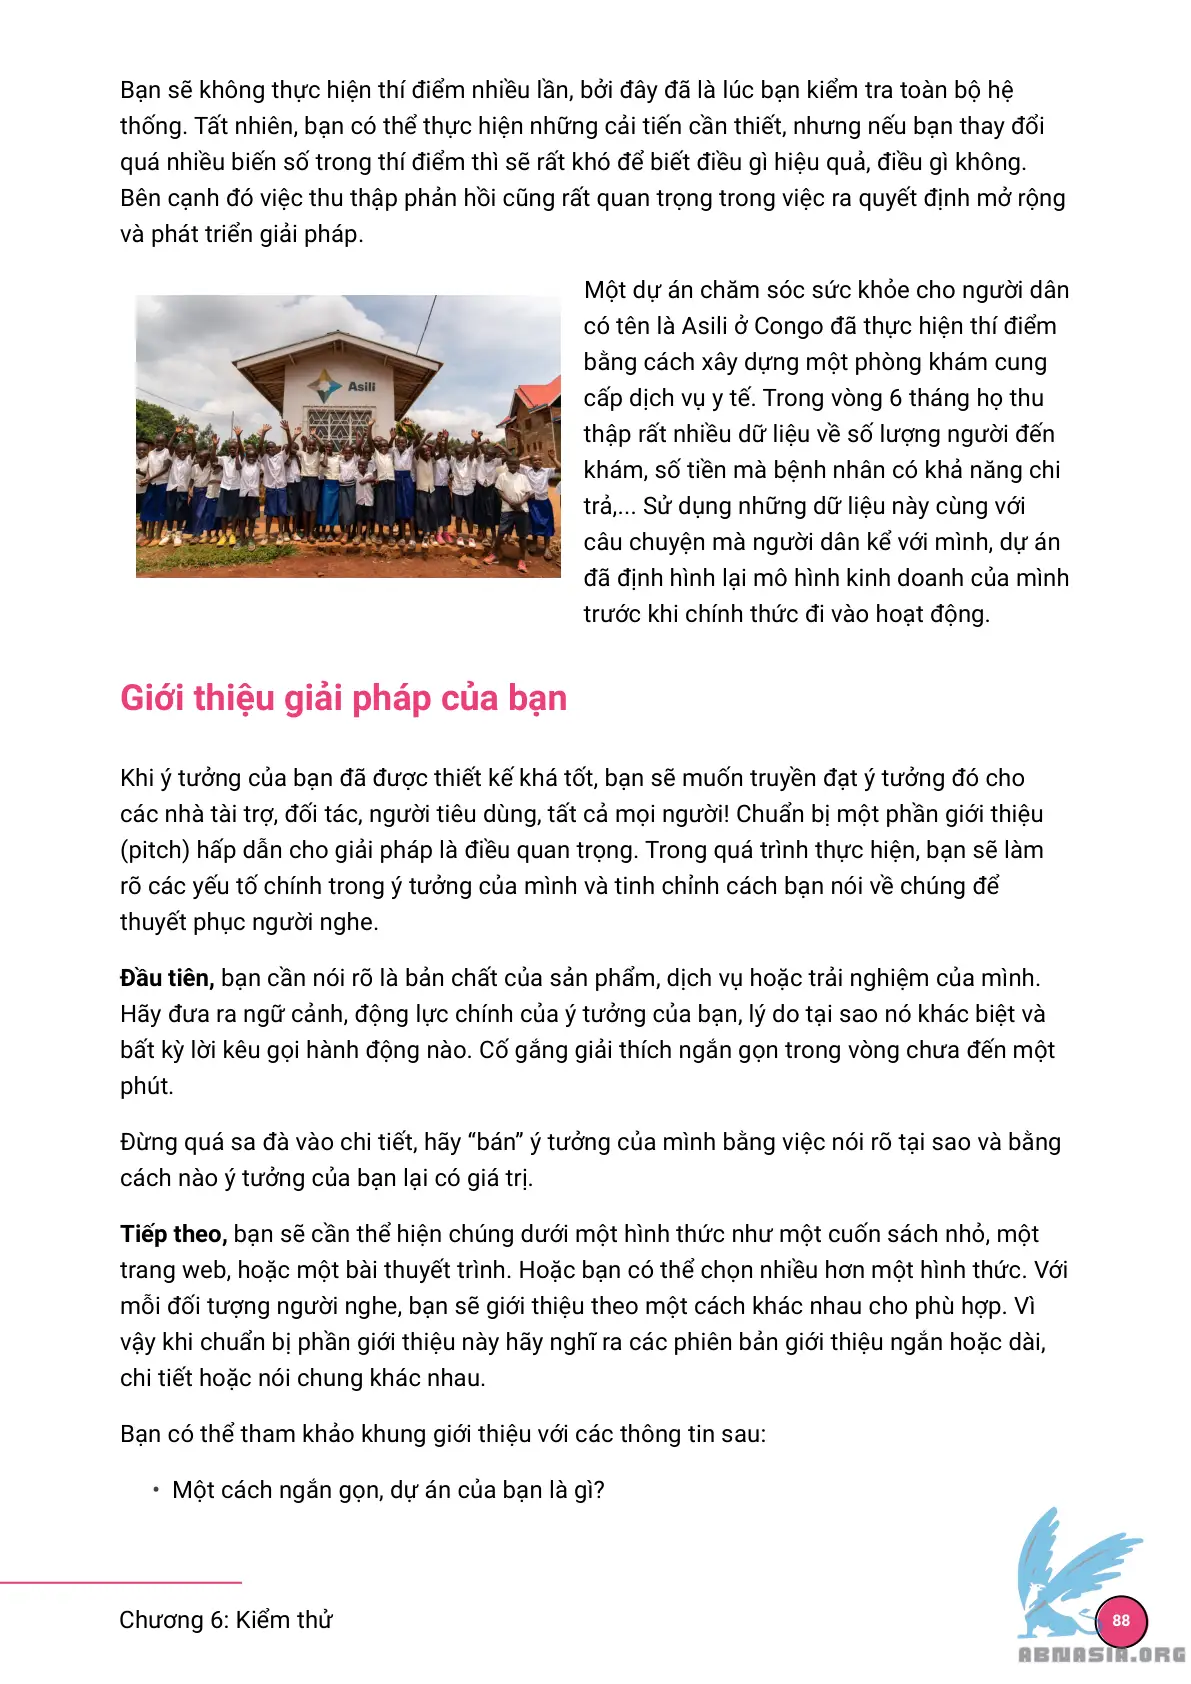 Bạn sẽ không thực hiện thí điểm nhiều lần, bởi đây đã là lúc bạn kiểm tra toàn bộ hệ
thống. Tất nhiên, bạn có thể thực hiện những cải tiến cần thiết, nhưng nếu bạn thay đổi
quá nhiều biến số trong thí điểm thì sẽ rất khó để biết điều gì hiệu quả, điều gì không.
Bên cạnh đó việc thu thập phản hồi cũng rất quan trọng trong việc ra quyết định mở rộng
và phát triển giải pháp.
Asili
Một dự án chăm sóc sức khỏe cho người dân
có tên là Asili ở Congo đã thực hiện thí điểm
bằng cách xây dựng một phòng khám cung
cấp dịch vụ y tế. Trong vòng 6 tháng họ thu
thập rất nhiều dữ liệu về số lượng người đến
khám, số tiền mà bệnh nhân có khả năng chi
trả,... Sử dụng những dữ liệu này cùng với
câu chuyện mà người dân kể với mình, dự án
đã định hình lại mô hình kinh doanh của mình
trước khi chính thức đi vào hoạt động.
Giới thiệu giải pháp của bạn
Khi ý tưởng của bạn đã được thiết kế khá tốt, bạn sẽ muốn truyền đạt ý tưởng đó cho
các nhà tài trợ, đối tác, người tiêu dùng, tất cả mọi người! Chuẩn bị một phần giới thiệu
(pitch) hấp dẫn cho giải pháp là điều quan trọng. Trong quá trình thực hiện, bạn sẽ làm
rõ các yếu tố chính trong ý tưởng của mình và tinh chỉnh cách bạn nói về chúng để
thuyết phục người nghe.
Đầu tiên, bạn cần nói rõ là bản chất của sản phẩm, dịch vụ hoặc trải nghiệm của mình.
Hãy đưa ra ngữ cảnh, động lực chính của ý tưởng của bạn, lý do tại sao nó khác biệt và
bất kỳ lời kêu gọi hành động nào. Cố gắng giải thích ngắn gọn trong vòng chưa đến một
phút.
Đừng quá sa đà vào chi tiết, hãy “bán” ý tưởng của mình bằng việc nói rõ tại sao và bằng
cách nào ý tưởng của bạn lại có giá trị.
Tiếp theo, bạn sẽ cần thể hiện chúng dưới một hình thức như một cuốn sách nhỏ, một
trang web, hoặc một bài thuyết trình. Hoặc bạn có thể chọn nhiều hơn một hình thức. Với
mỗi đối tượng người nghe, bạn sẽ giới thiệu theo một cách khác nhau cho phù hợp. Vì
vậy khi chuẩn bị phần giới thiệu này hãy nghĩ ra các phiên bản giới thiệu ngắn hoặc dài,
chi tiết hoặc nói chung khác nhau.
Bạn có thể tham khảo khung giới thiệu với các thông tin sau:
• Một cách ngắn gọn, dự án của bạn là gì?
Chương 6: Kiểm thử
88
ABNASIA.ORG